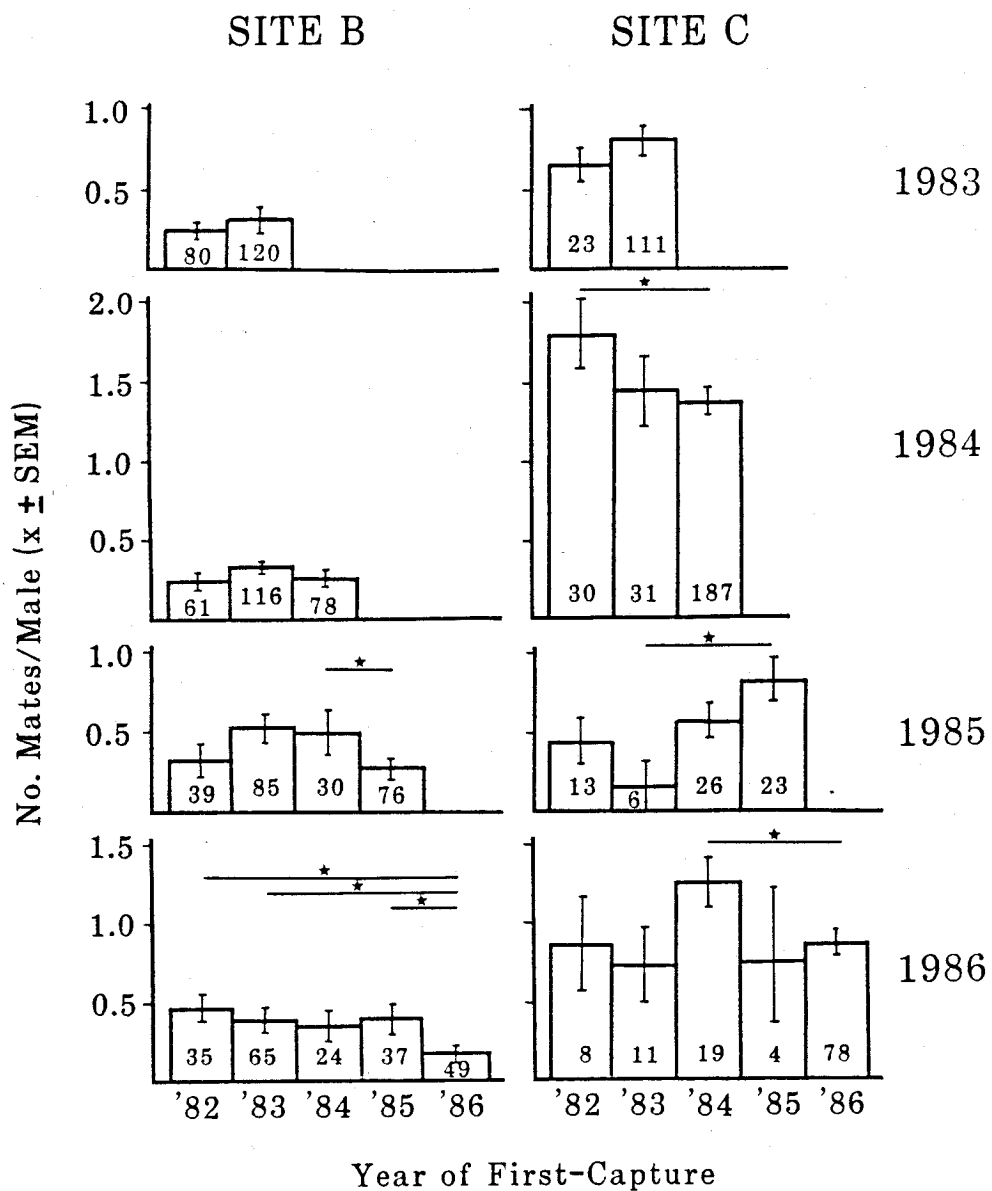 SITE B SITE C
1.0
0.5
80 120
23 111
1983
2.0
1.5
1.0
0.5
61 116 78
30 31 187
1984
1.0
0.5
39 85 30 76
13 6 26 23
1985
1.5
1.0
0.5
35 65 24 37 49
8 11 19 4 78
1986
'82 '83 '84 '85 '86
'82 '83 '84 '85 '86
No. Mates/Male (x ± SEM)
Year of First-Capture